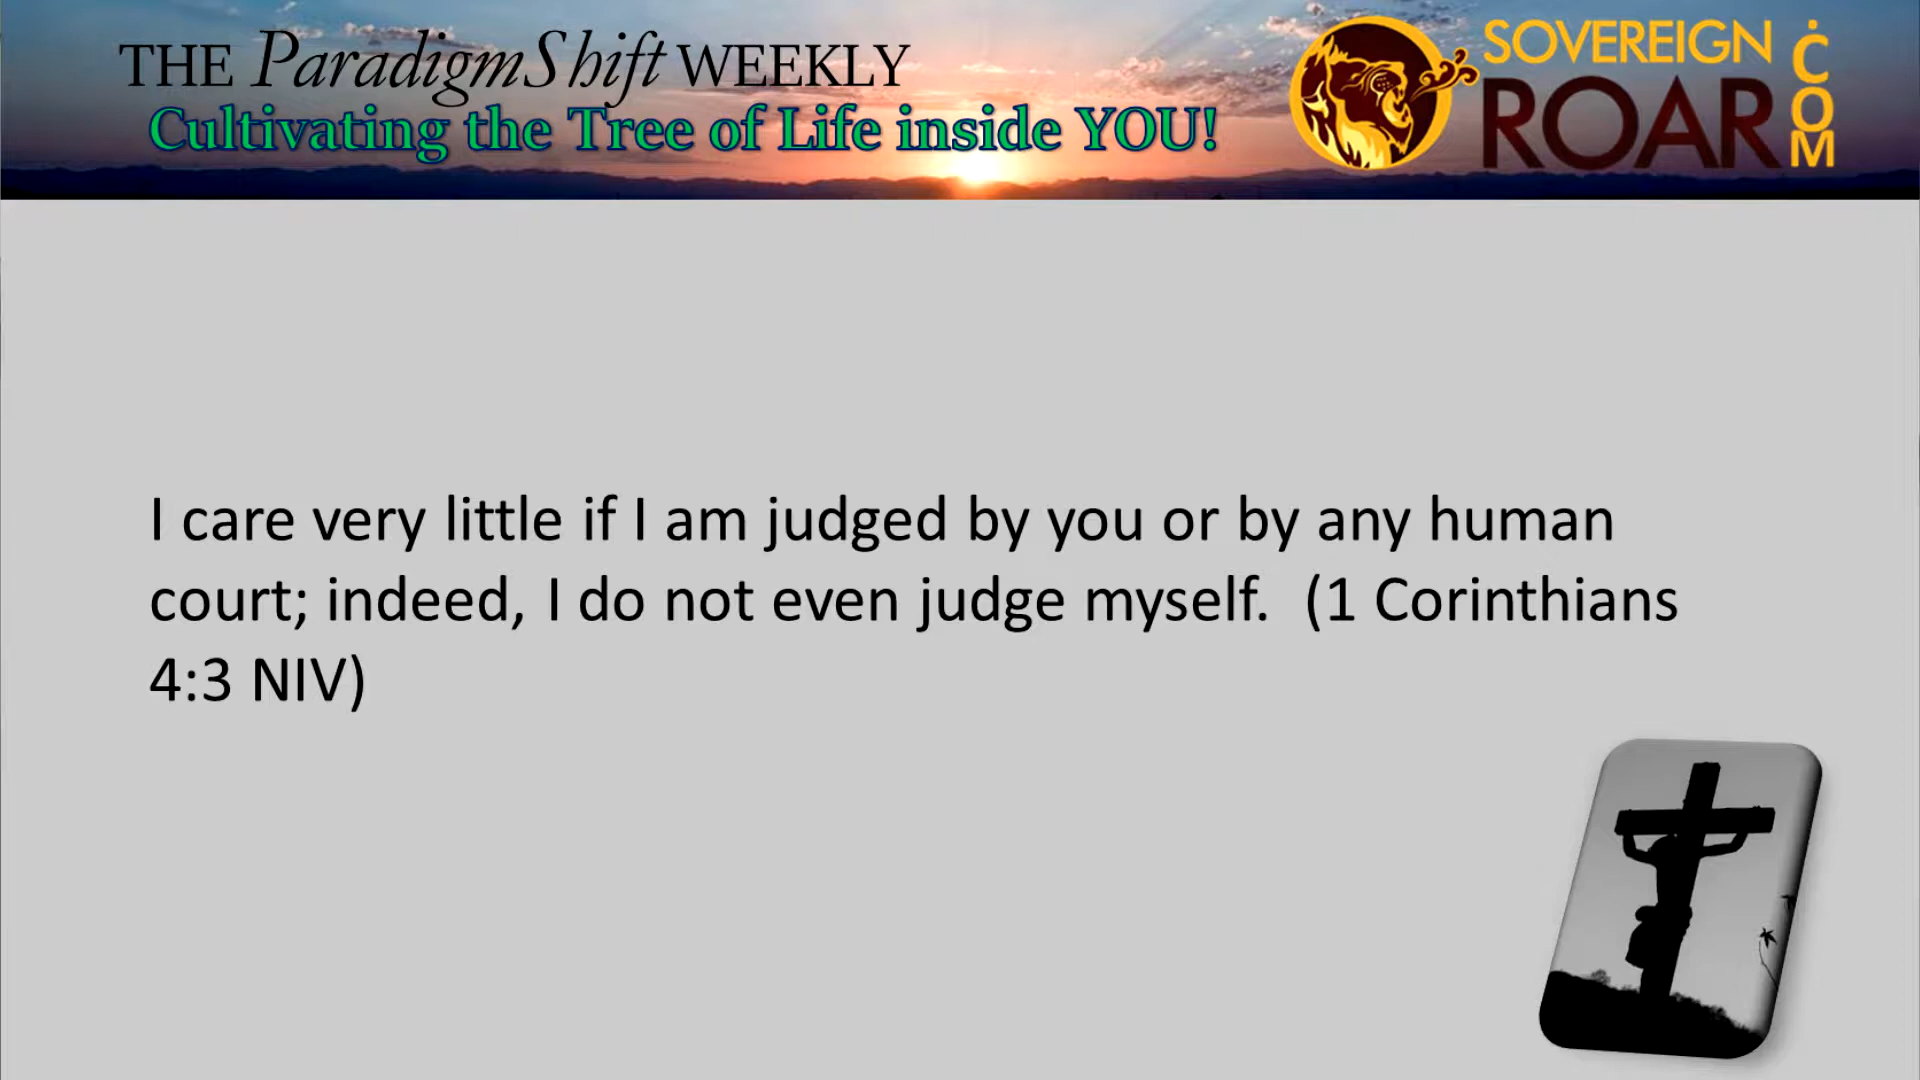 THE ParadigmShift WEEKLY
Cultivating the Tree of Life inside YOU!
SOVEREIGN
ROAR
.COM
I care very little if I am judged by you or by any human
court; indeed, I do not even judge myself.  (1 Corinthians
4:3 NIV)